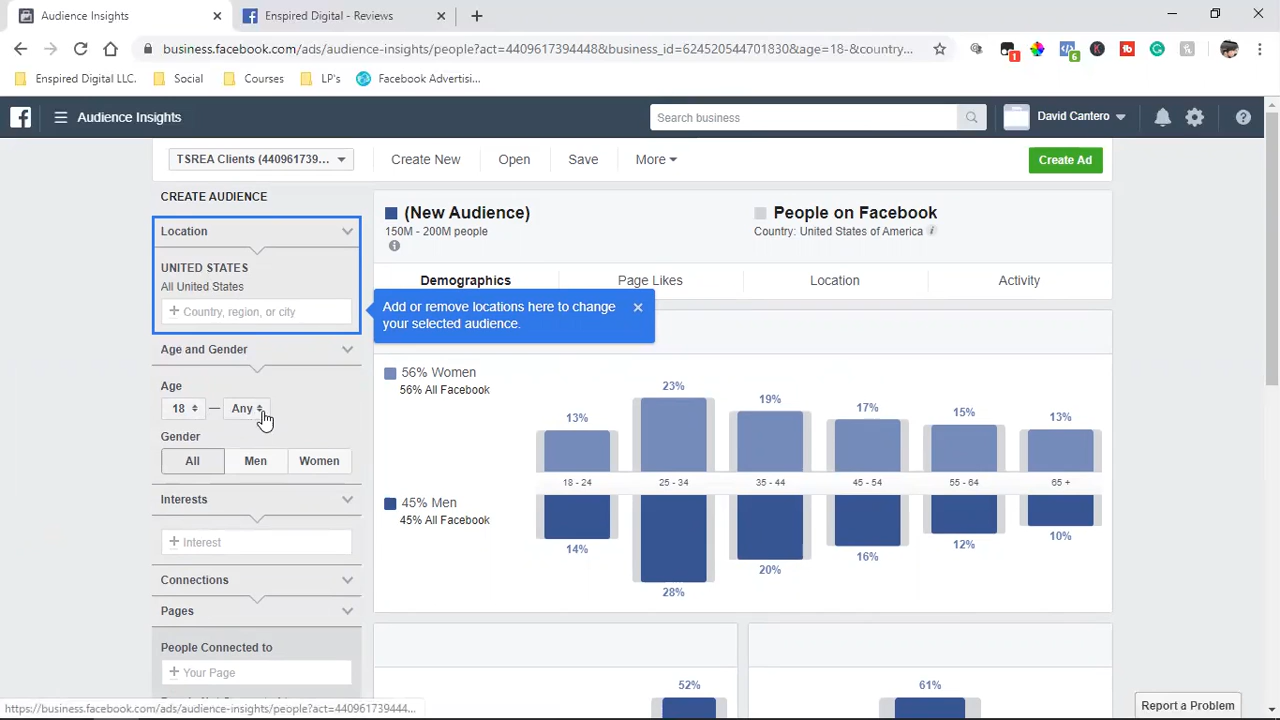 Audience Insights
Enspired Digital - Reviews
business.facebook.com/ads/audience-insights/people?act=4409617394448&business_id=624520544701830&age=18-&country...
1
6
Enspired Digital LLC.
Social
Courses
LP's
Facebook Advertisi...
Audience Insights
Search business
David Cantero
TSREA Clients (440961739...
Create New
Open
Save
More
Create Ad
CREATE AUDIENCE
Location
UNITED STATES
All United States
+ Country, region, or city
Age and Gender
Age
18 — Any
Gender
All
Men
Women
Interests
+ Interest
Connections
Pages
People Connected to
+ Your Page
(New Audience)
150M - 200M people
People on Facebook
Country: United States of America
Demographics
Page Likes
Location
Activity
Add or remove locations here to change
your selected audience.
56% Women
56% All Facebook
13%
23%
19%
17%
15%
13%
18 - 24
25 - 34
35 - 44
45 - 54
55 - 64
65 +
45% Men
45% All Facebook
14%
28%
20%
16%
12%
10%
52%
61%
https://business.facebook.com/ads/audience-insights/people?act=440961739444...
Report a Problem